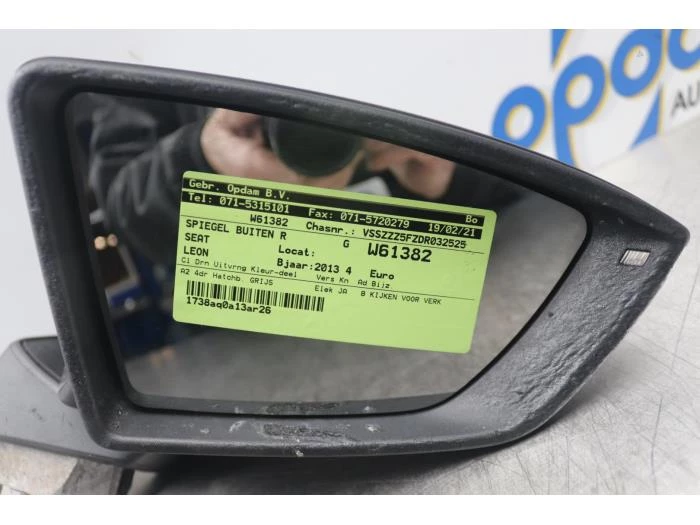 opda
AU
Gebr. Opdam B.V. Bo
Tel: 071-5315101 Fax: 071-5720279 19/02/21
W61382 Chasnr.: VSSZZZ5FZDR032525
SPIEGEL BUITEN R G W61382
SEAT Locat:
LEON Bjaar:2013 4 Euro
Cl Drn Uitvrng Kleur-deel Vers Kn Ad Bijz.
A2 4dr Hatchb. GRIJS Elek JA 8 KIJKEN VOOR VERK
1738aq0a13ar26